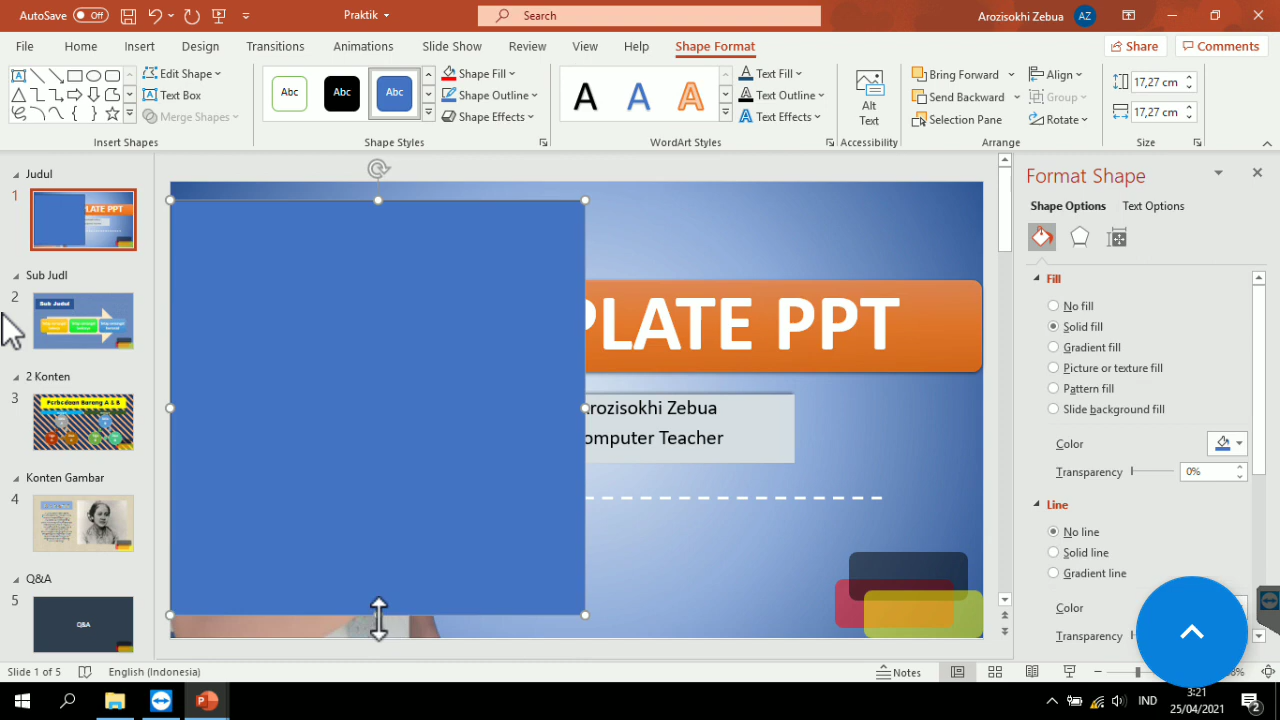 AutoSave Off
Praktik
Search
Arozisokhi Zebua AZ
File Home Insert Design Transitions Animations Slide Show Review View Help Shape Format
Share Comments
Edit Shape
Text Box
Merge Shapes
Insert Shapes
Abc Abc Abc
Shape Fill
Shape Outline
Shape Effects
Shape Styles
A A A
Text Fill
Text Outline
Text Effects
WordArt Styles
Alt
Text
Accessibility
Bring Forward
Send Backward
Selection Pane
Align
Group
Rotate
Arrange
17,27 cm
17,27 cm
Size
Judul
1
LATE PPT
Sub Judl
2
Sub Judul
2 Konten
3
Perbedaan Barang A & B
Konten Gambar
4
Q&A
5
Q&A
PLATE PPT
rozisokhi Zebua
omputer Teacher
Format Shape
Shape Options Text Options
Fill
No fill
Solid fill
Gradient fill
Picture or texture fill
Pattern fill
Slide background fill
Color
Transparency 0%
Line
No line
Solid line
Gradient line
Color
Transparency
Slide 1 of 5
English (Indonesia)
Notes
IND
3:21
25/04/2021
2